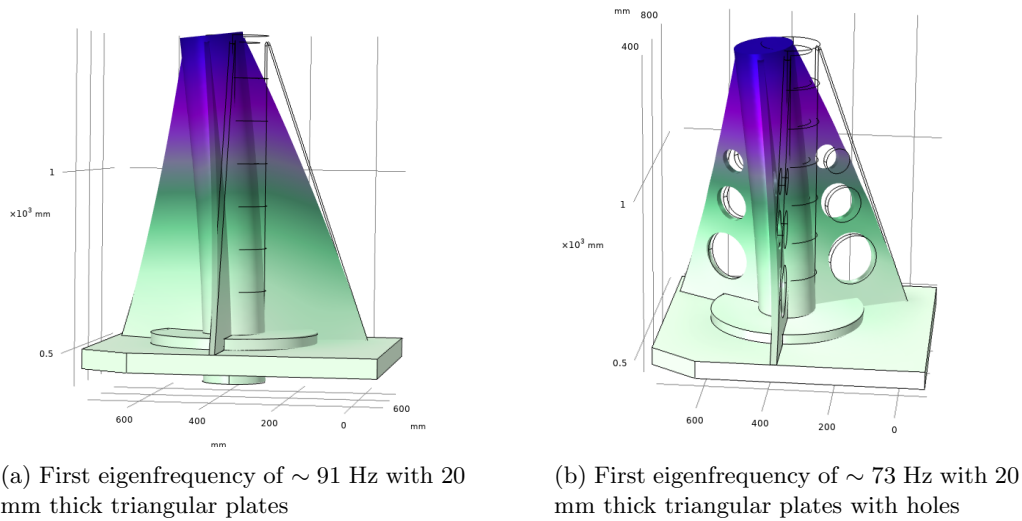 mm 800
400
1
×10³ mm
0.5
600
400
200
0
600
mm
mm
1
×10³ mm
0.5
600
400
200
0
(a) First eigenfrequency of ∼ 91 Hz with 20
mm thick triangular plates
(b) First eigenfrequency of ∼ 73 Hz with 20
mm thick triangular plates with holes